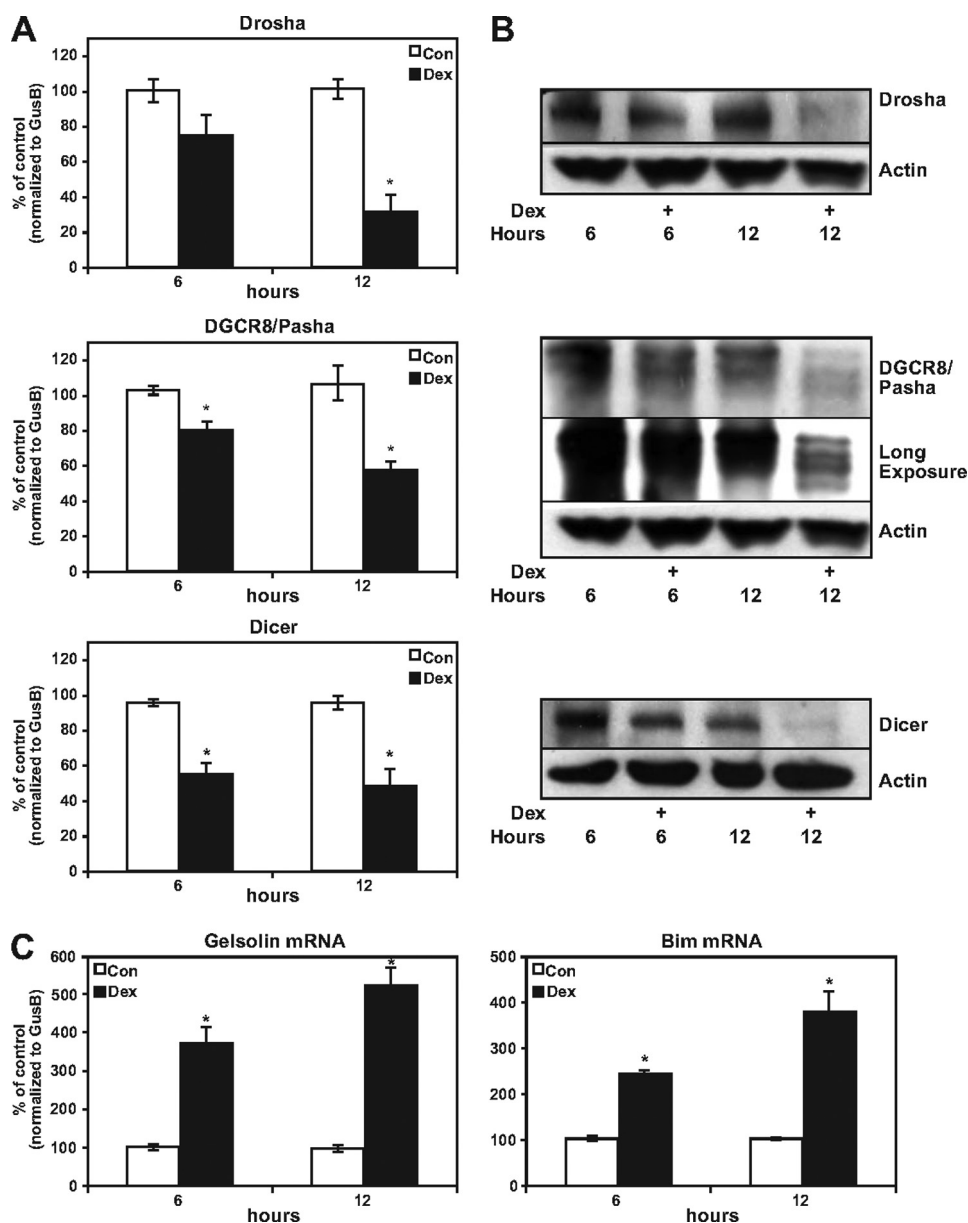 A
Drosha
120
100
80
60
40
20
0
% of control
(normalized to GusB)
Con
Dex
*
6
12
hours
DGCR8/Pasha
120
100
80
60
40
20
0
% of control
(normalized to GusB)
Con
Dex
*
*
6
12
hours
Dicer
120
100
80
60
40
20
0
% of control
(normalized to GusB)
Con
Dex
*
*
6
12
hours
B
Drosha
Actin
Dex + +
Hours 6 6 12 12
DGCR8/
Pasha
Long
Exposure
Actin
Dex + +
Hours 6 6 12 12
Dicer
Actin
Dex + +
Hours 6 6 12 12
C
Gelsolin mRNA
600
500
400
300
200
100
0
% of control
(normalized to GusB)
Con
Dex
*
*
6
12
hours
Bim mRNA
500
400
300
200
100
0
Con
Dex
*
*
6
12
hours